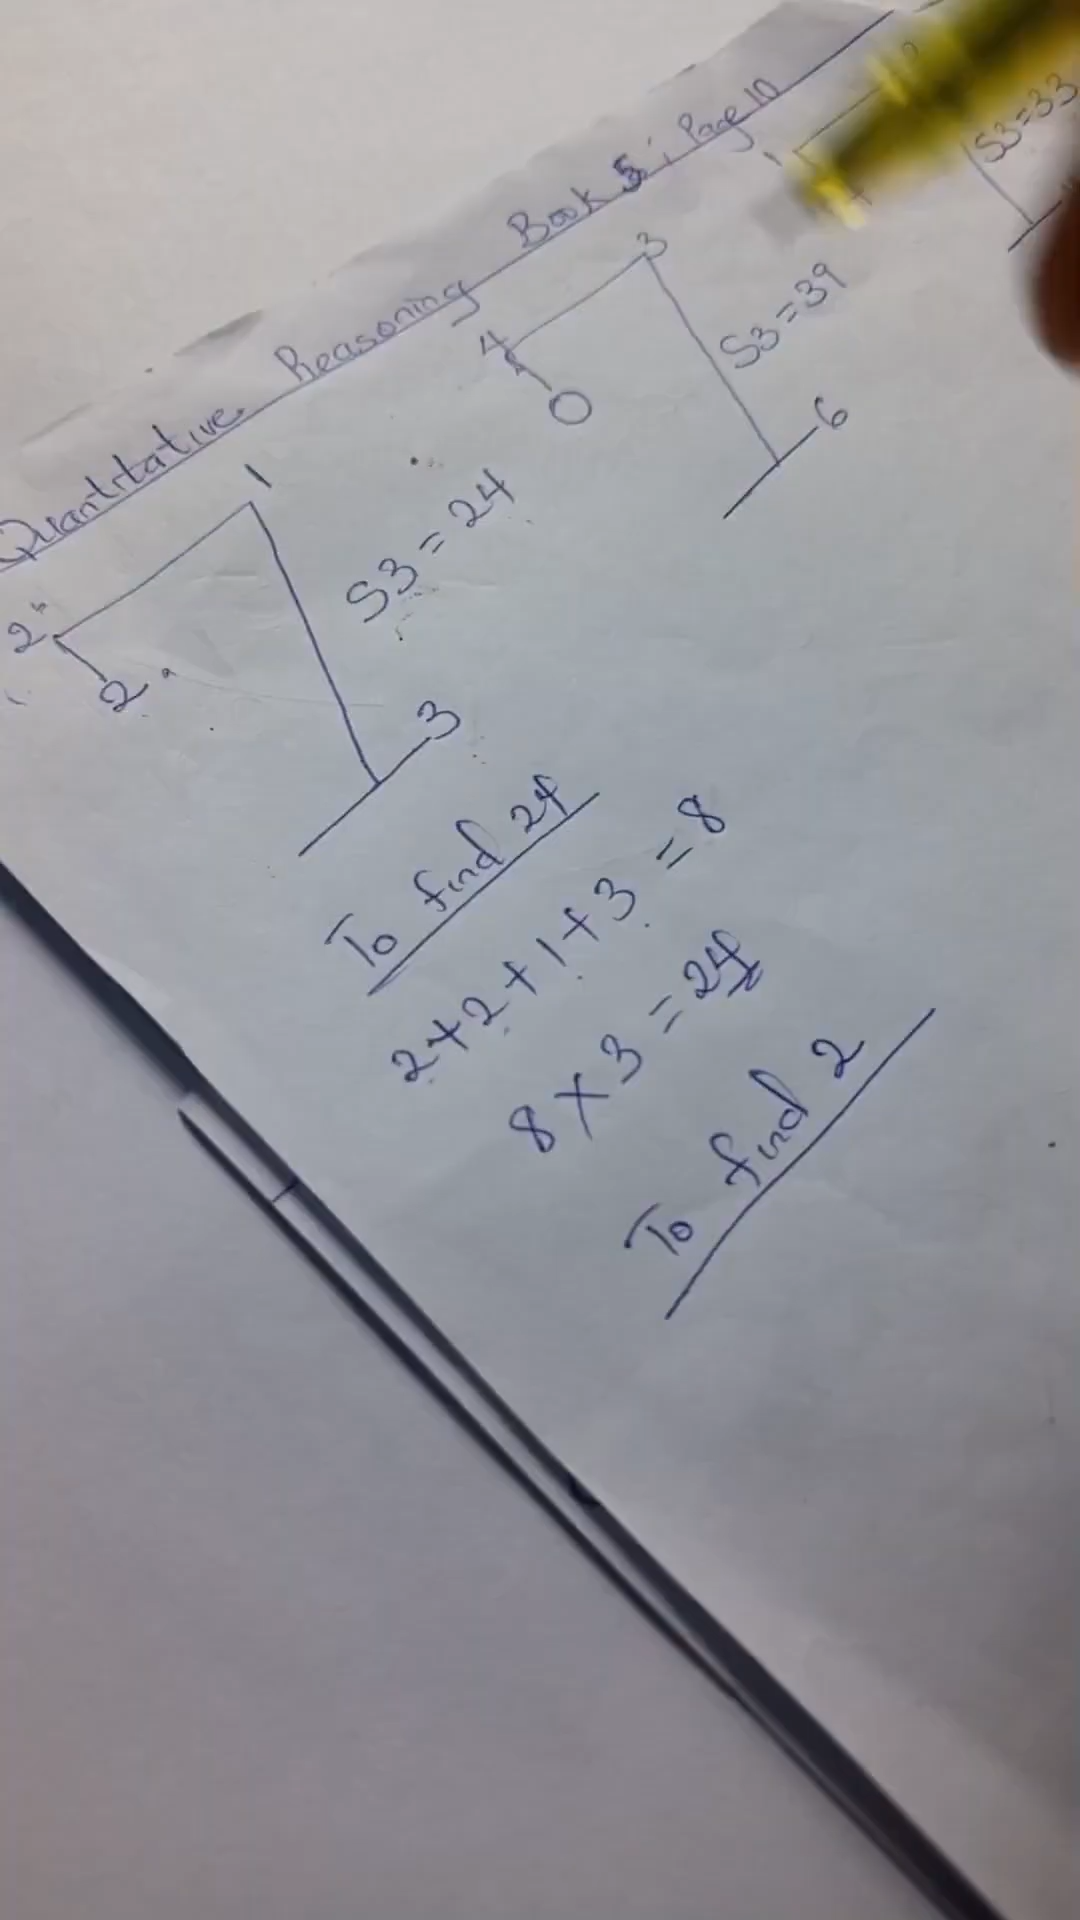 Quantitative Reasoning Book 5, Page 10
1
2
2
S3 = 24
3
3
4
0
S3 = 39
6
1
S3=33
To find 24
2+2+1+3 = 8
8 × 3 = 24
To find 2